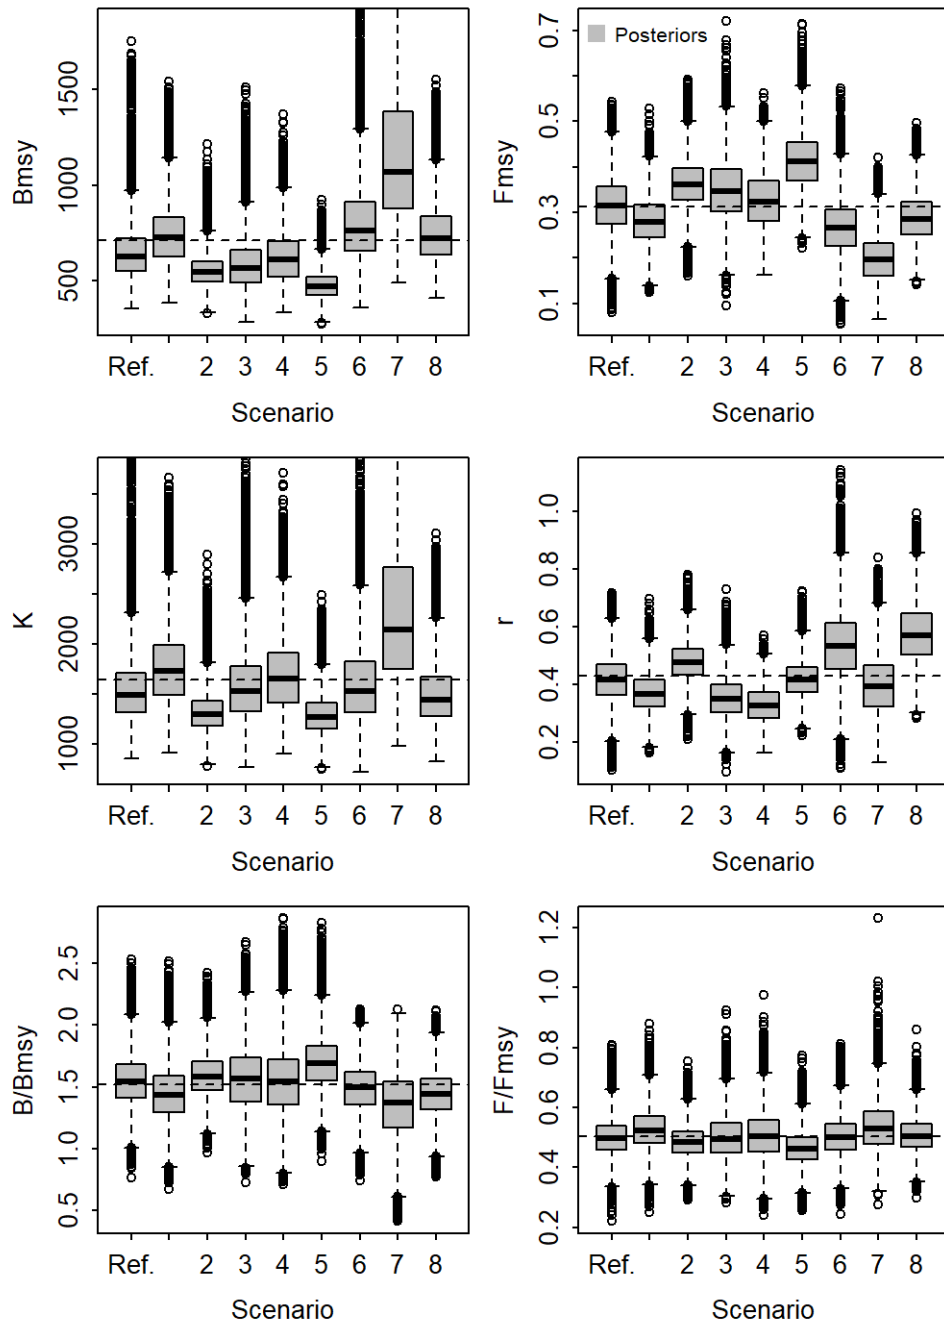 Bmsy
500 1000 1500
Ref. 2 3 4 5 6 7 8
Scenario
Fmsy
0.1 0.3 0.5 0.7
Posteriors
Ref. 2 3 4 5 6 7 8
Scenario
K
1000 2000 3000
Ref. 2 3 4 5 6 7 8
Scenario
r
0.2 0.4 0.6 0.8 1.0
Ref. 2 3 4 5 6 7 8
Scenario
B/Bmsy
0.5 1.0 1.5 2.0 2.5
Ref. 2 3 4 5 6 7 8
Scenario
F/Fmsy
0.2 0.4 0.6 0.8 1.0 1.2
Ref. 2 3 4 5 6 7 8
Scenario